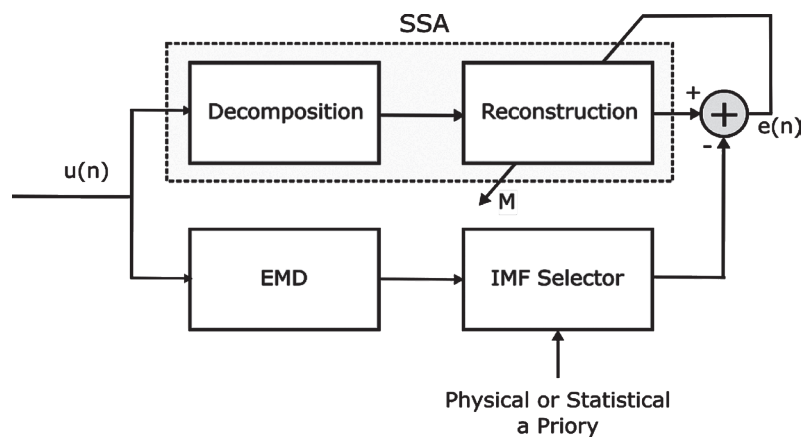 SSA
Decomposition
Reconstruction
+
+
e(n)
-
u(n)
M
EMD
IMF Selector
Physical or Statistical
a Priory